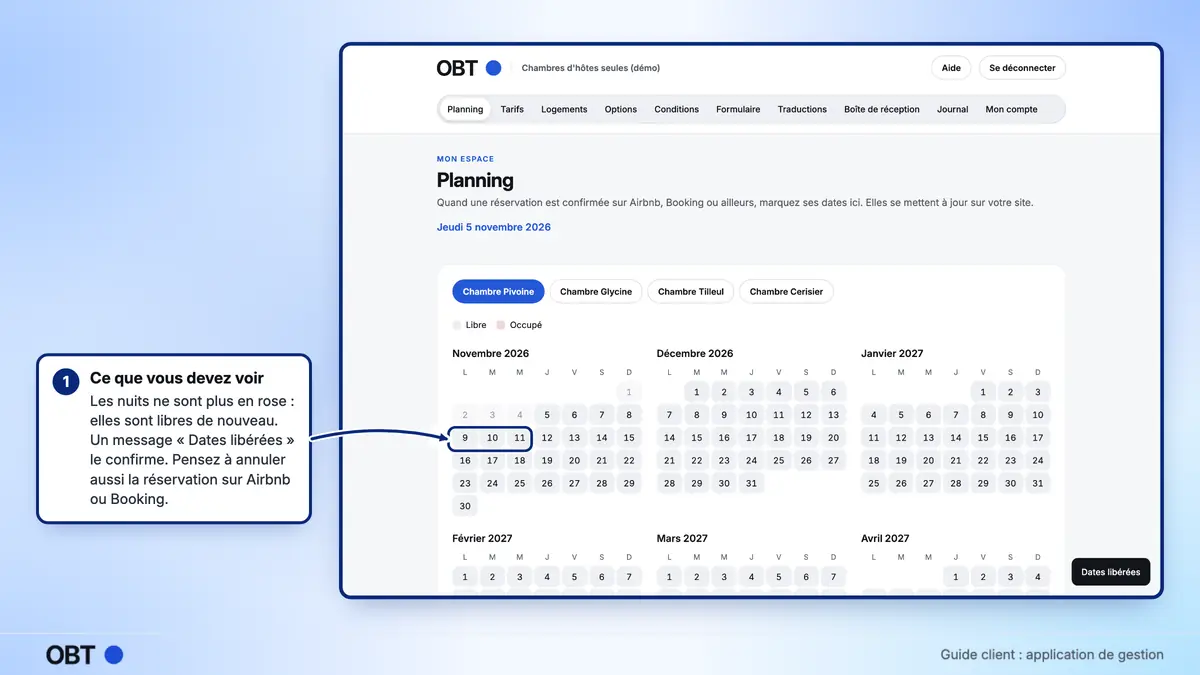 OBT
Chambres d'hôtes seules (démo)
Aide
Se déconnecter
Planning
Tarifs
Logements
Options
Conditions
Formulaire
Traductions
Boîte de réception
Journal
Mon compte
MON ESPACE
Planning
Quand une réservation est confirmée sur Airbnb, Booking ou ailleurs, marquez ses dates ici. Elles se mettent à jour sur votre site.
Jeudi 5 novembre 2026
Chambre Pivoine
Chambre Glycine
Chambre Tilleul
Chambre Cerisier
Libre
Occupé
Novembre 2026
L M M J V S D
1
2 3 4 5 6 7 8
9 10 11 12 13 14 15
16 17 18 19 20 21 22
23 24 25 26 27 28 29
30
Décembre 2026
L M M J V S D
1 2 3 4 5 6
7 8 9 10 11 12 13
14 15 16 17 18 19 20
21 22 23 24 25 26 27
28 29 30 31
Janvier 2027
L M M J V S D
1 2 3
4 5 6 7 8 9 10
11 12 13 14 15 16 17
18 19 20 21 22 23 24
25 26 27 28 29 30 31
Février 2027
L M M J V S D
1 2 3 4 5 6 7
Mars 2027
L M M J V S D
1 2 3 4 5 6 7
Avril 2027
L M M J V S D
1 2 3 4
Dates libérées
1
Ce que vous devez voir
Les nuits ne sont plus en rose :
elles sont libres de nouveau.
Un message « Dates libérées »
le confirme. Pensez à annuler
aussi la réservation sur Airbnb
ou Booking.
OBT
Guide client : application de gestion